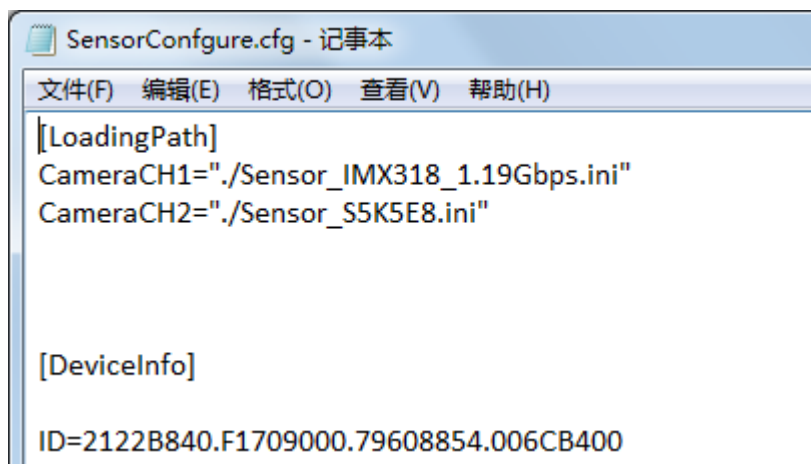 SensorConfgure.cfg - 记事本
文件(F) 编辑(E) 格式(O) 查看(V) 帮助(H)
[LoadingPath]
CameraCH1="./Sensor_IMX318_1.19Gbps.ini"
CameraCH2="./Sensor_S5K5E8.ini"
[DeviceInfo]
ID=2122B840.F1709000.79608854.006CB400